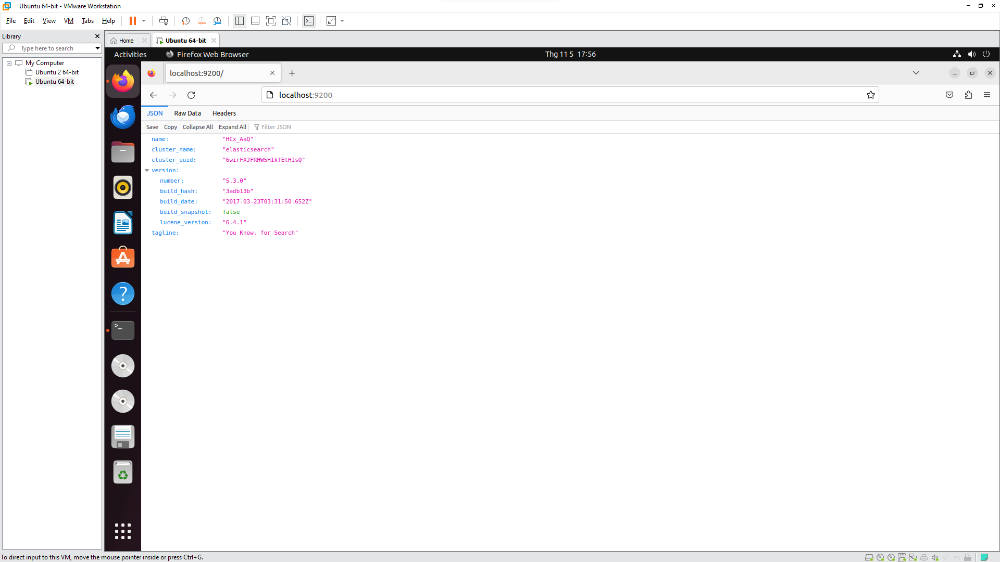 Ubuntu 64-bit - VMware Workstation
File Edit View VM Tabs Help
Library
Type here to search
My Computer
Ubuntu 2 64-bit
Ubuntu 64-bit
Home
Ubuntu 64-bit
Activities
Firefox Web Browser
Thg 11 5 17:56
localhost:9200/
localhost:9200
JSON Raw Data Headers
Save Copy Collapse All Expand All Filter JSON
name: "HCx_AaQ"
cluster_name: "elasticsearch"
cluster_uuid: "6wirFXJFRHW5HIkfEtHIsQ"
version:
number: "5.3.0"
build_hash: "3adb13b"
build_date: "2017-03-23T03:31:50.652Z"
build_snapshot: false
lucene_version: "6.4.1"
tagline: "You Know, for Search"
To direct input to this VM, move the mouse pointer inside or press Ctrl+G.